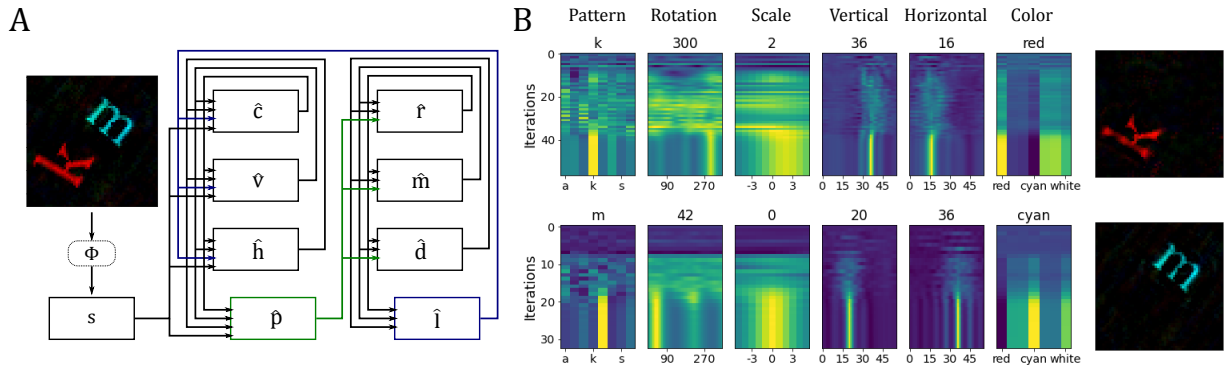 A
k
m
Φ
s
ĉ
v̂
ĥ
p̂
r̂
m̂
d̂
l̂
B
Pattern Rotation Scale Vertical Horizontal Color
k 300 2 36 16 red
Iterations
0
20
40
a k s 90 270 -3 0 3 0 15 30 45 0 15 30 45 red cyan white
k
m 42 0 20 36 cyan
Iterations
0
10
20
30
a k s 90 270 -3 0 3 0 15 30 45 0 15 30 45 red cyan white
m